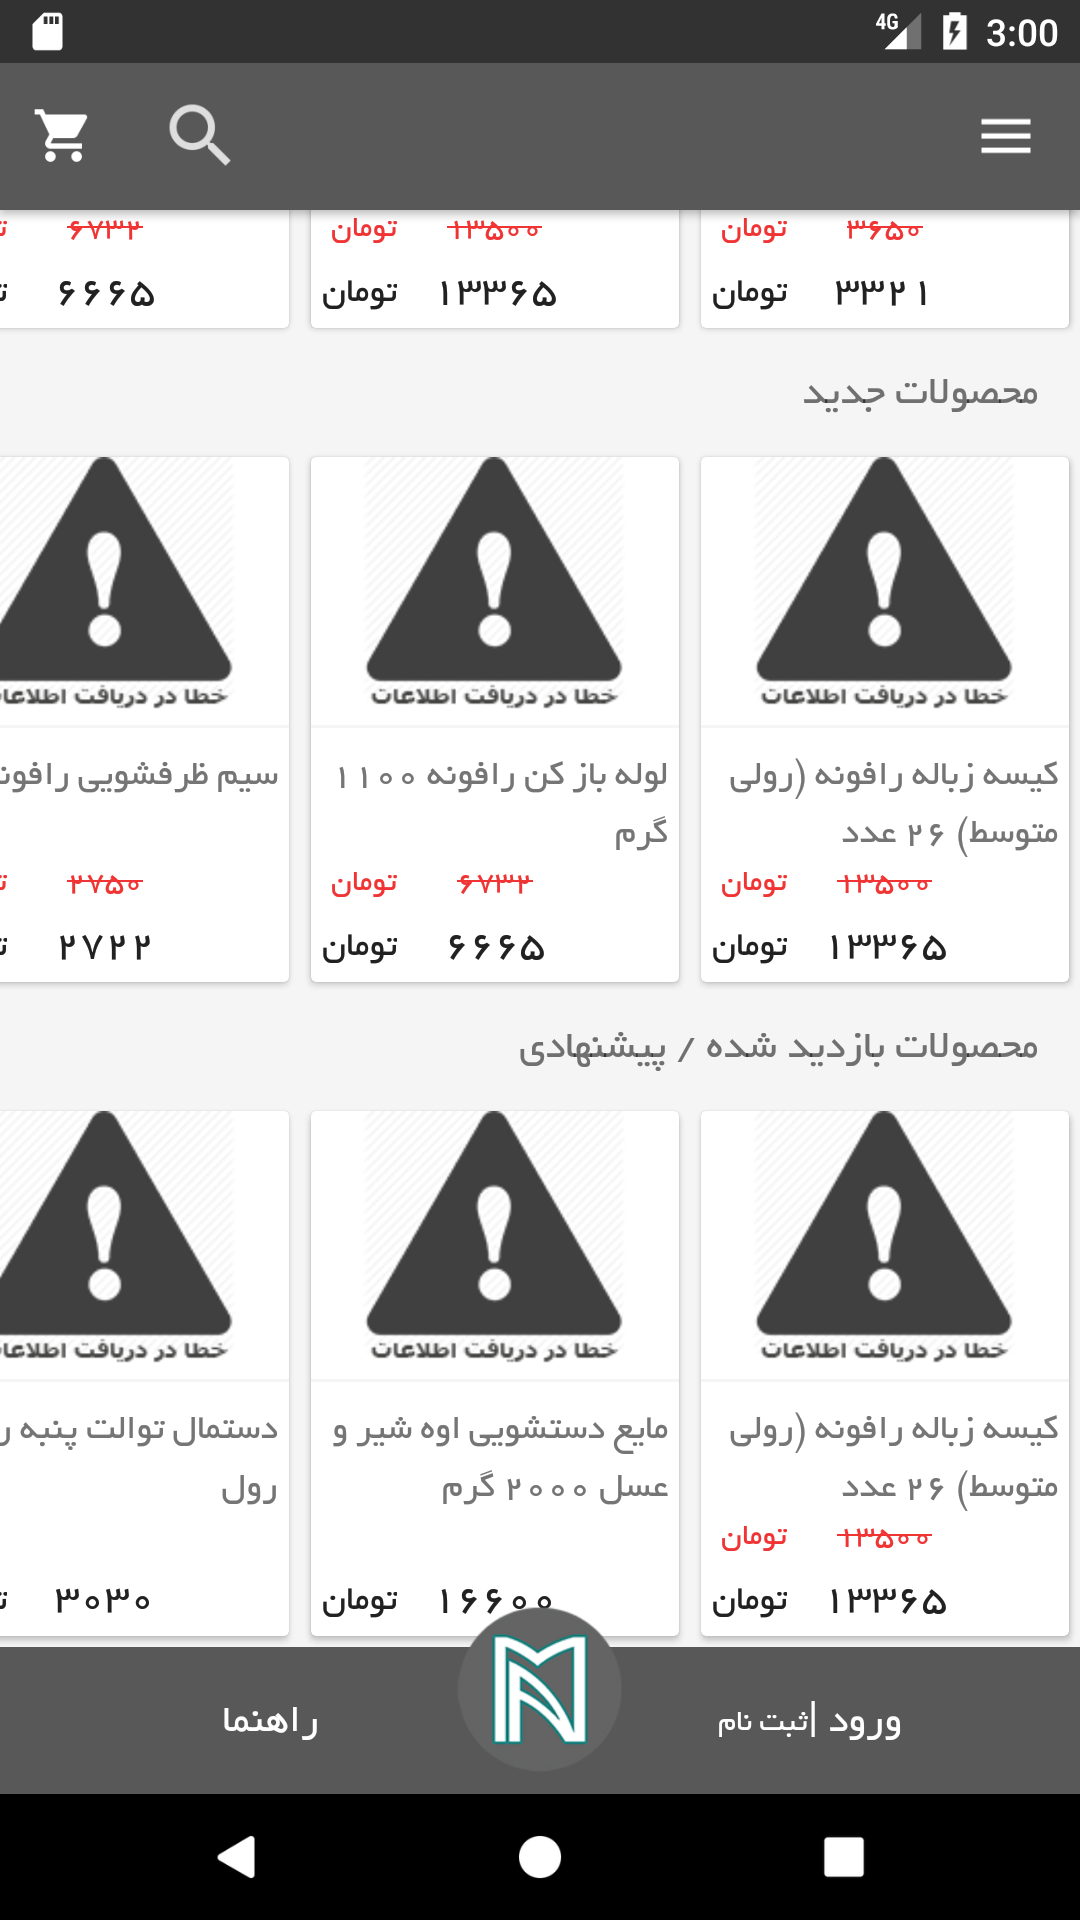 4G 3:00
۳۶۵۰ تومان
۳۳۲۱ تومان
۱۳۵۰۰ تومان
۱۳۳۶۵ تومان
۶۷۳۲
۶۶۶۵
محصولات جدید
خطا در دریافت اطلاعات
کیسه زباله رافونه (رولی
متوسط) ۲۶ عدد
۱۳۵۰۰ تومان
۱۳۳۶۵ تومان
خطا در دریافت اطلاعات
لوله باز کن رافونه ۱۱۰۰
گرم
۶۷۳۲ تومان
۶۶۶۵ تومان
خطا در دریافت اطلاعا
سیم ظرفشویی رافون
۲۷۵۰
۲۷۲۲
محصولات بازدید شده / پیشنهادی
خطا در دریافت اطلاعات
کیسه زباله رافونه (رولی
متوسط) ۲۶ عدد
۱۳۵۰۰ تومان
۱۳۳۶۵ تومان
خطا در دریافت اطلاعات
مایع دستشویی اوه شیر و
عسل ۲۰۰۰ گرم
۱۶۶۰۰ تومان
خطا در دریافت اطلاعا
دستمال توالت پنبه ر
رول
۳۰۳۰
ورود |ثبت نام
راهنما